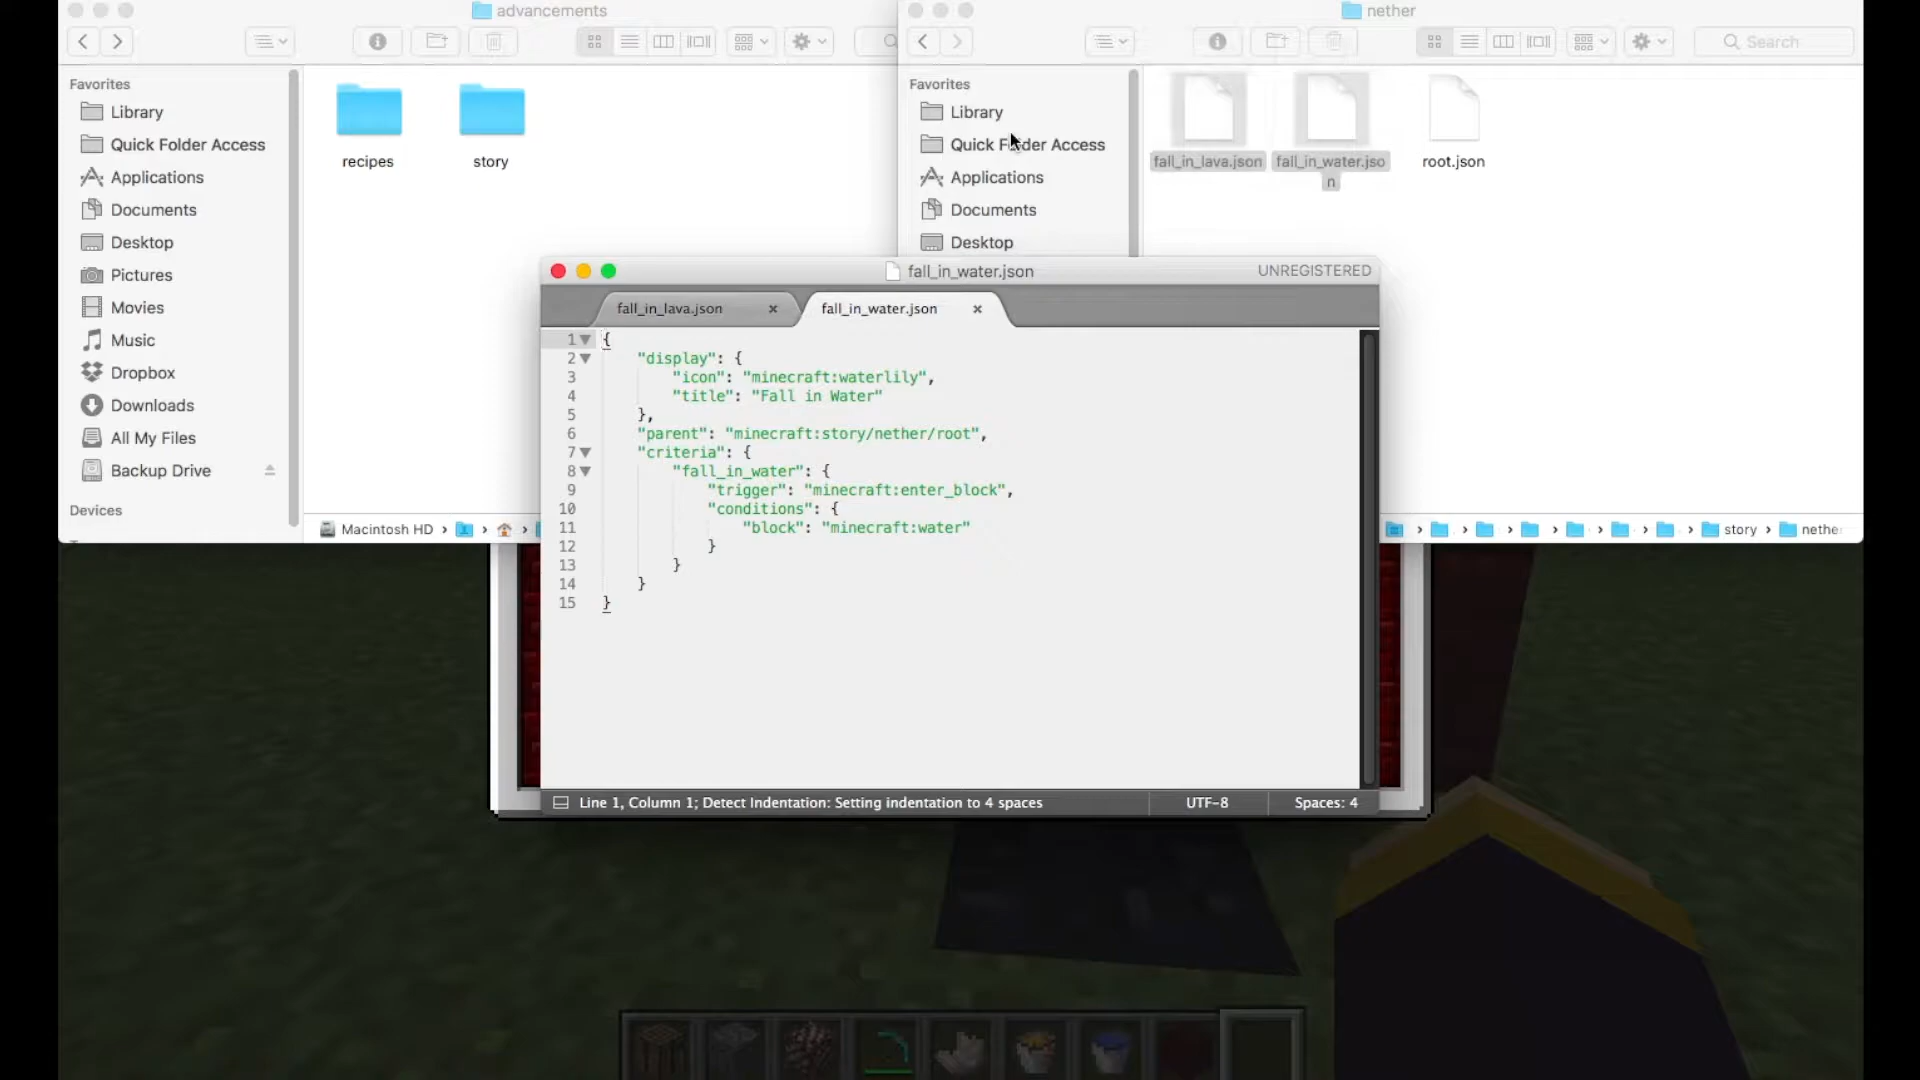 advancements
nether
Search
Favorites
Library
Quick Folder Access
Applications
Documents
Desktop
Pictures
Movies
Music
Dropbox
Downloads
All My Files
Backup Drive
Devices
recipes
story
Macintosh HD
Favorites
Library
Quick Folder Access
Applications
Documents
Desktop
fall_in_lava.json
fall_in_water.jso
n
root.json
story
nether
fall_in_water.json
UNREGISTERED
fall_in_lava.json
fall_in_water.json
1 {
2 "display": {
3 "icon": "minecraft:waterlily",
4 "title": "Fall in Water"
5 },
6 "parent": "minecraft:story/nether/root",
7 "criteria": {
8 "fall_in_water": {
9 "trigger": "minecraft:enter_block",
10 "conditions": {
11 "block": "minecraft:water"
12 }
13 }
14 }
15 }
Line 1, Column 1; Detect Indentation: Setting indentation to 4 spaces
UTF-8
Spaces: 4